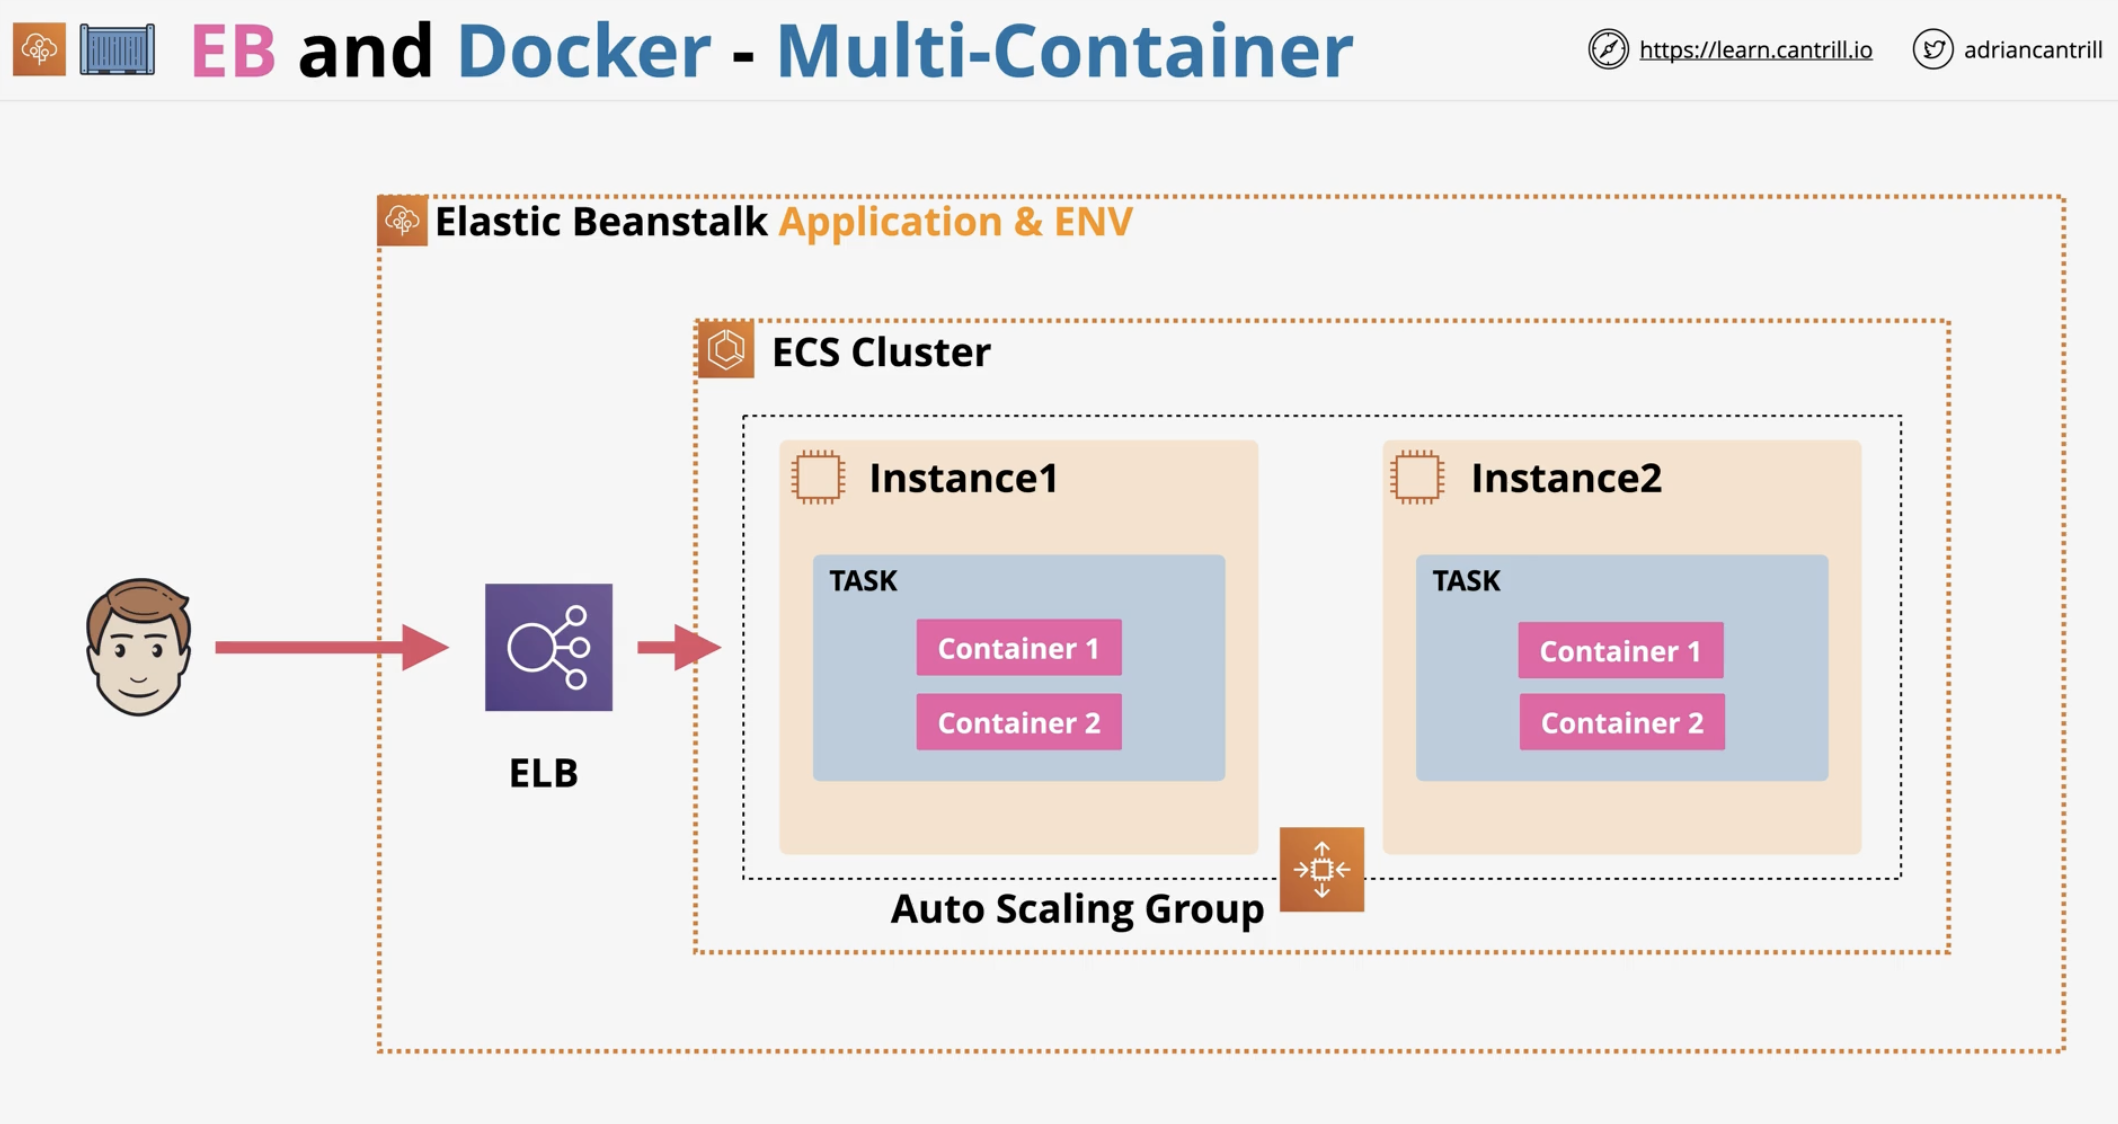 EB and Docker - Multi-Container
https://learn.cantrill.io
adriancantrill
Elastic Beanstalk Application & ENV
ECS Cluster
Instance1
Instance2
TASK
TASK
Container 1
Container 1
Container 2
Container 2
ELB
Auto Scaling Group